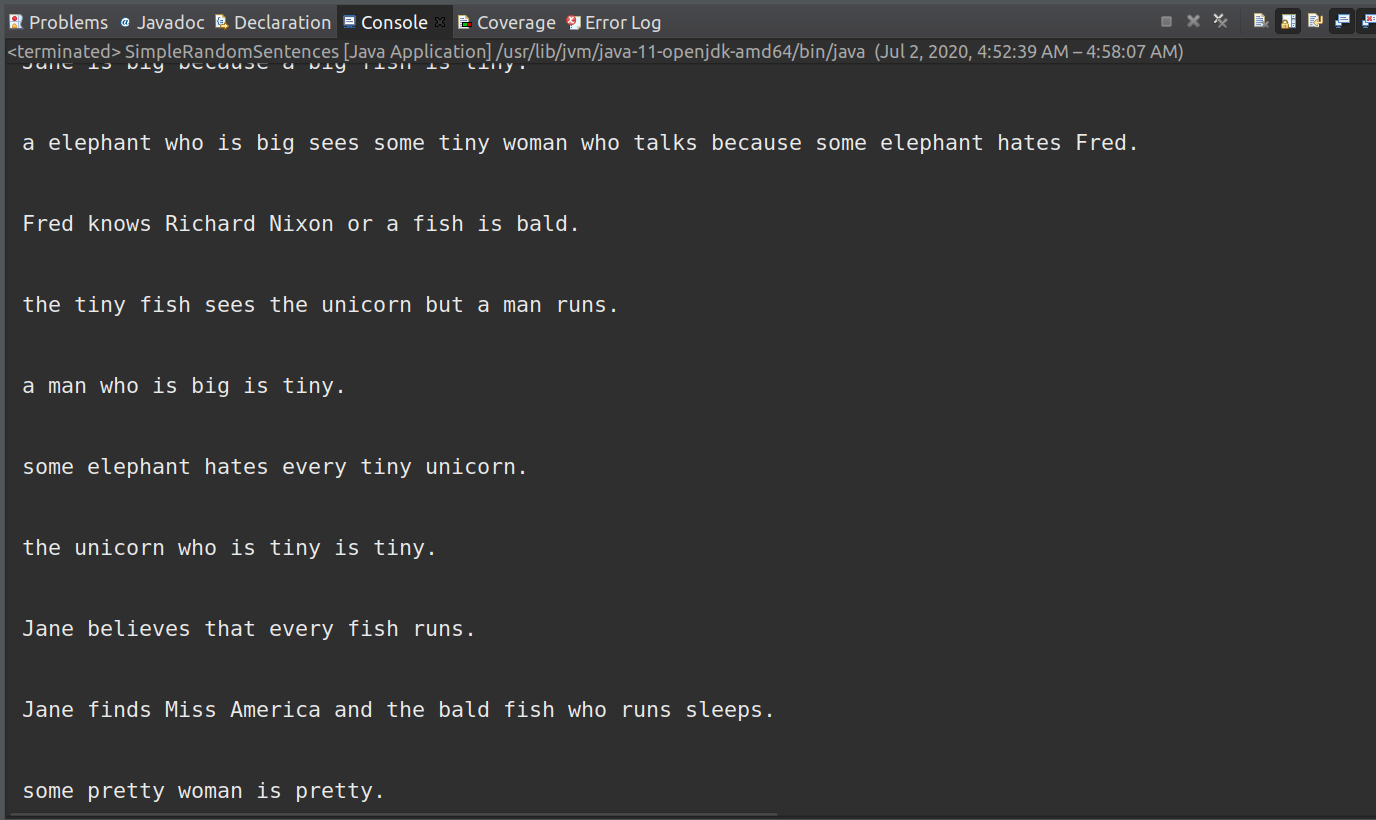 Problems Javadoc Declaration Console Coverage Error Log
<terminated> SimpleRandomSentences [Java Application] /usr/lib/jvm/java-11-openjdk-amd64/bin/java (Jul 2, 2020, 4:52:39 AM – 4:58:07 AM)
Jane is big because a big fish is tiny.
a elephant who is big sees some tiny woman who talks because some elephant hates Fred.
Fred knows Richard Nixon or a fish is bald.
the tiny fish sees the unicorn but a man runs.
a man who is big is tiny.
some elephant hates every tiny unicorn.
the unicorn who is tiny is tiny.
Jane believes that every fish runs.
Jane finds Miss America and the bald fish who runs sleeps.
some pretty woman is pretty.